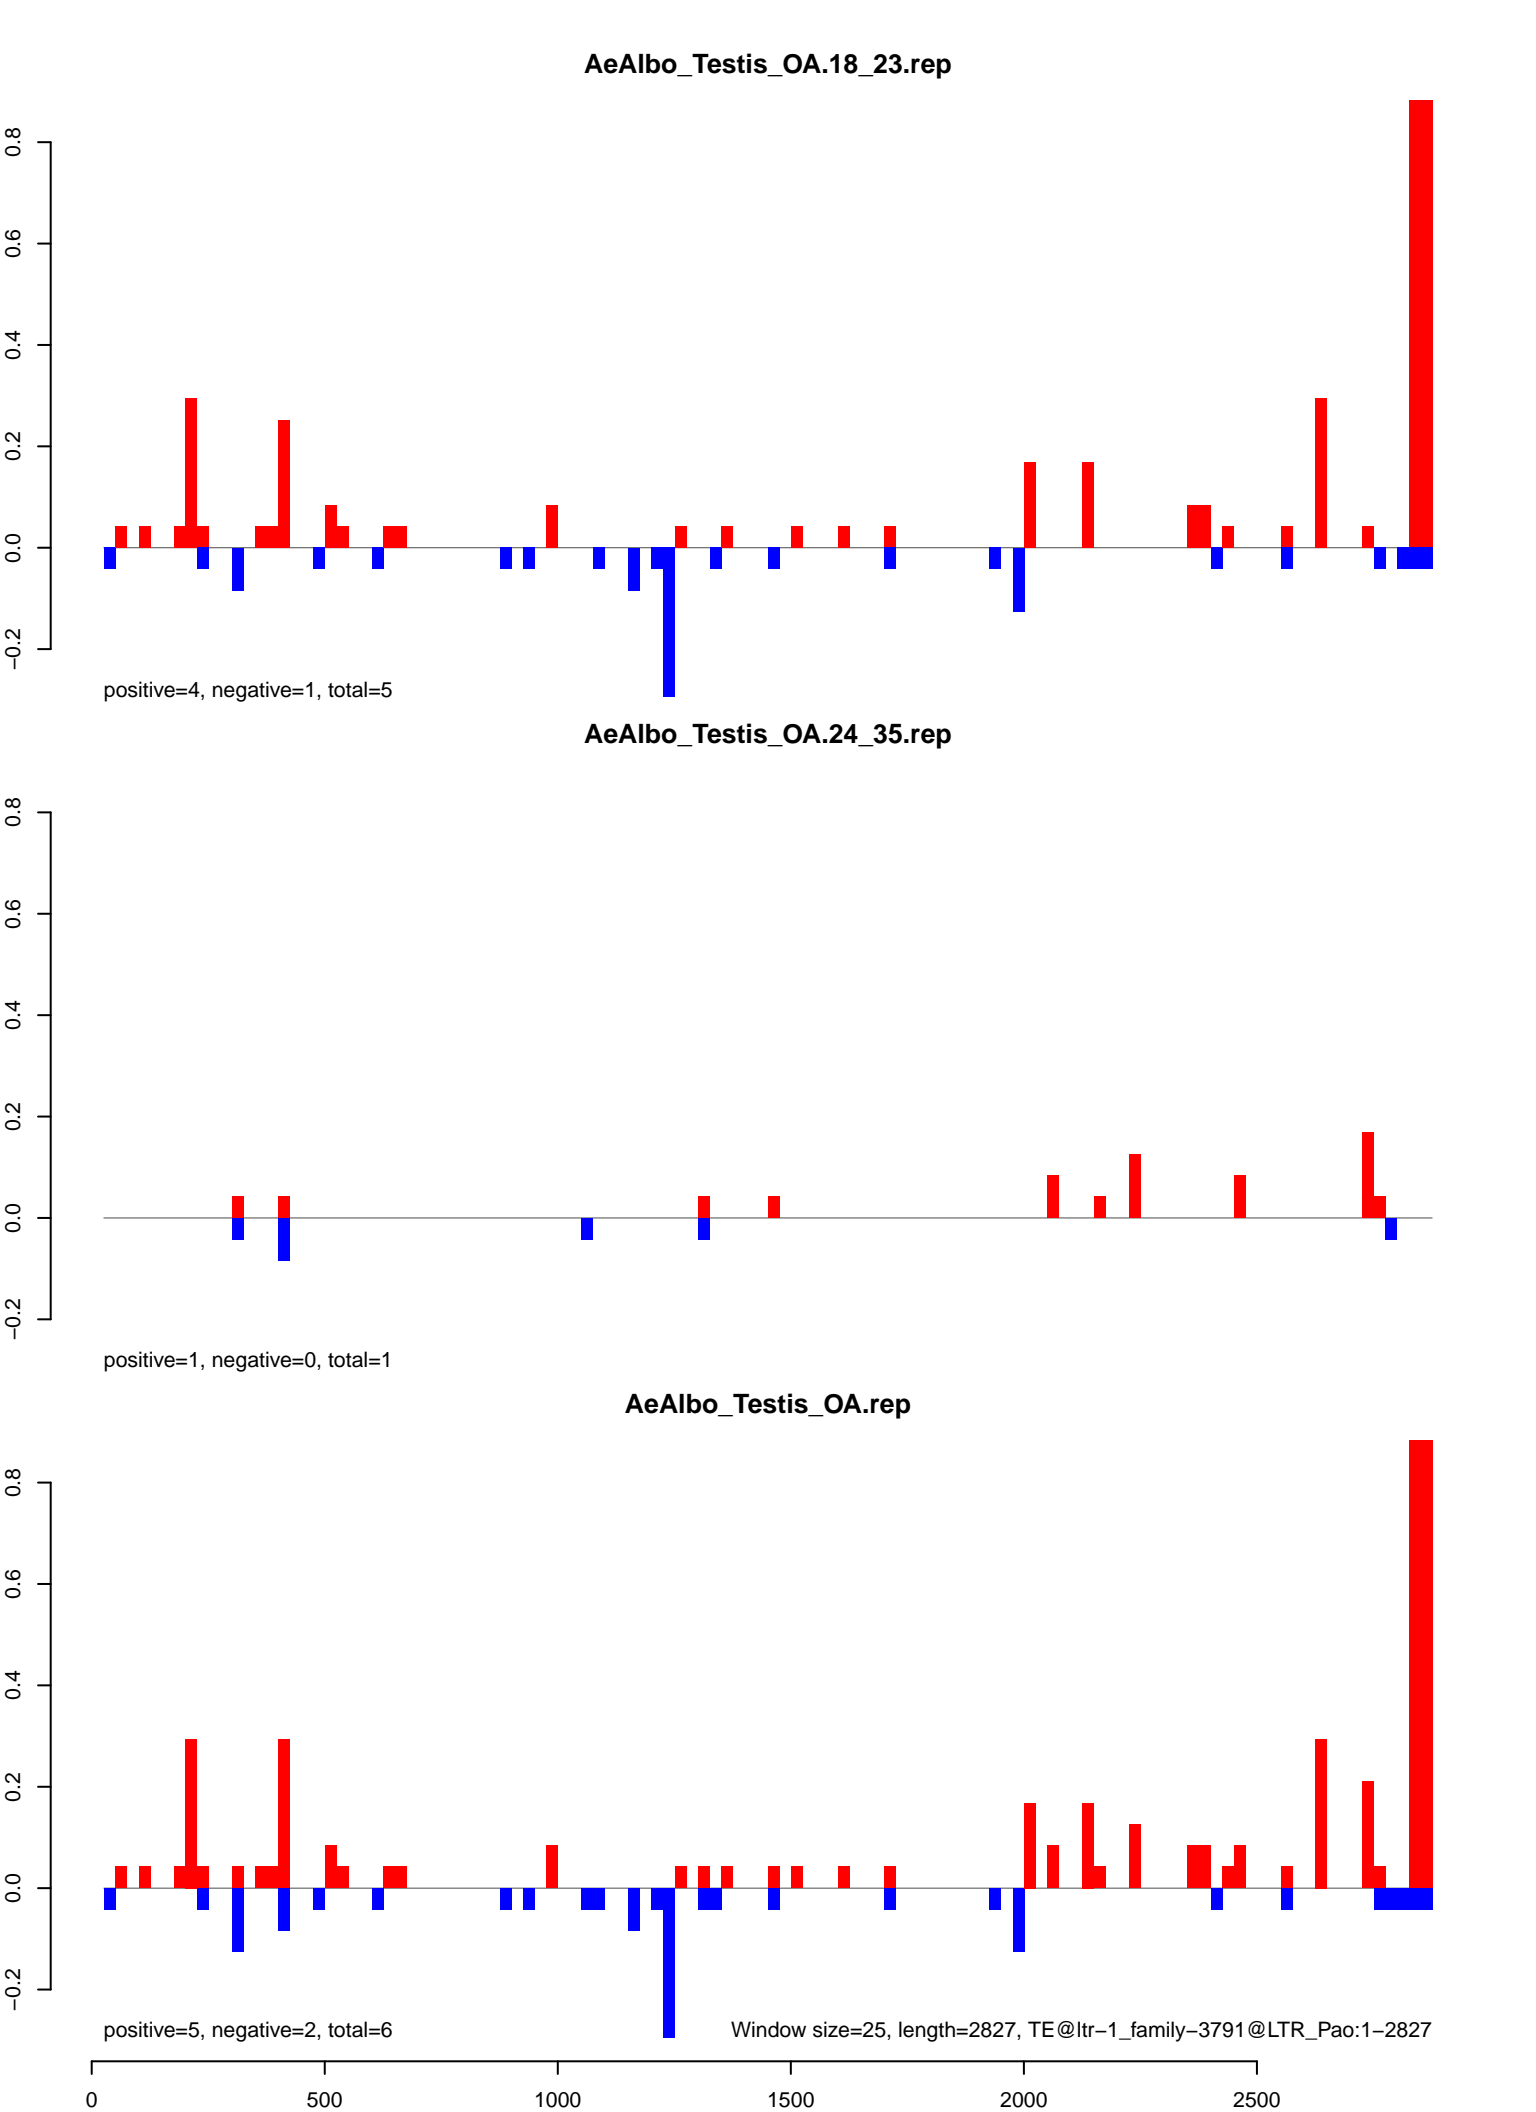 AeAlbo_Testis_OA.18_23.rep
0.8
0.6
0.4
0.2
0.0
−0.2
positive=4, negative=1, total=5
AeAlbo_Testis_OA.24_35.rep
0.8
0.6
0.4
0.2
0.0
−0.2
positive=1, negative=0, total=1
AeAlbo_Testis_OA.rep
0.8
0.6
0.4
0.2
0.0
−0.2
positive=5, negative=2, total=6
Window size=25, length=2827, TE@ltr−1_family−3791@LTR_Pao:1−2827
0 500 1000 1500 2000 2500